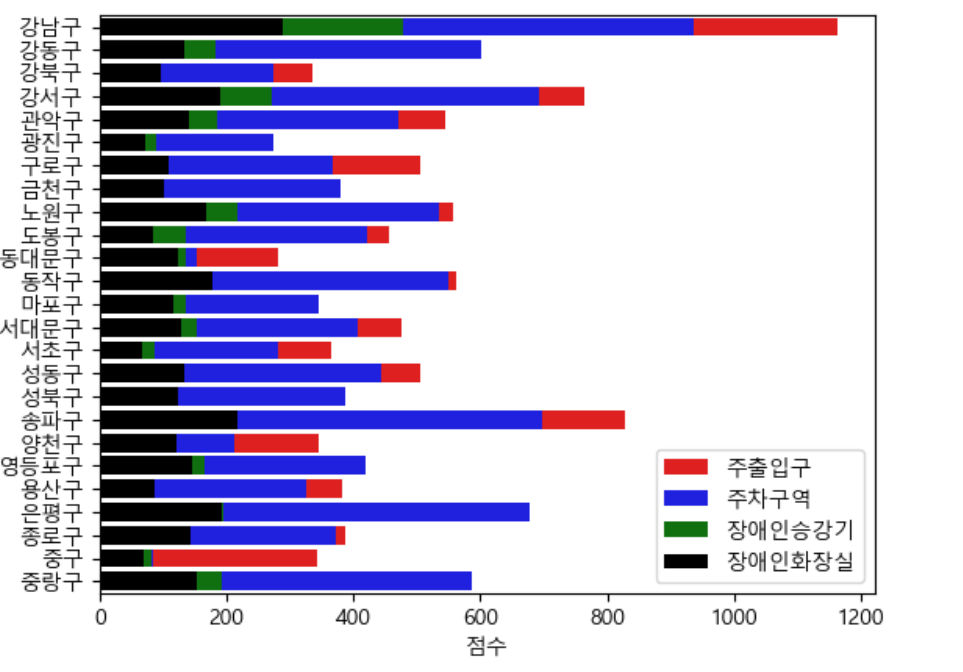 강남구
강동구
강북구
강서구
관악구
광진구
구로구
금천구
노원구
도봉구
동대문구
동작구
마포구
서대문구
서초구
성동구
성북구
송파구
양천구
영등포구
용산구
은평구
종로구
중구
중랑구
주출입구
주차구역
장애인승강기
장애인화장실
0 200 400 600 800 1000 1200
점수